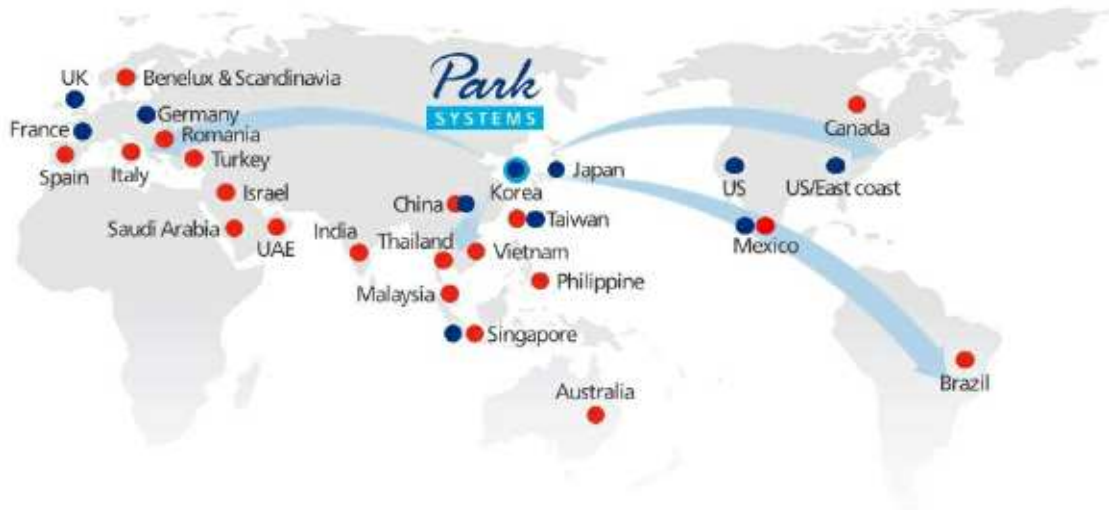 Park
SYSTEMS
UK
Benelux & Scandinavia
Germany
France
Romania
Spain
Italy
Turkey
Israel
Saudi Arabia
UAE
India
China
Korea
Japan
Taiwan
Thailand
Vietnam
Malaysia
Philippine
Singapore
Australia
Canada
US
US/East coast
Mexico
Brazil